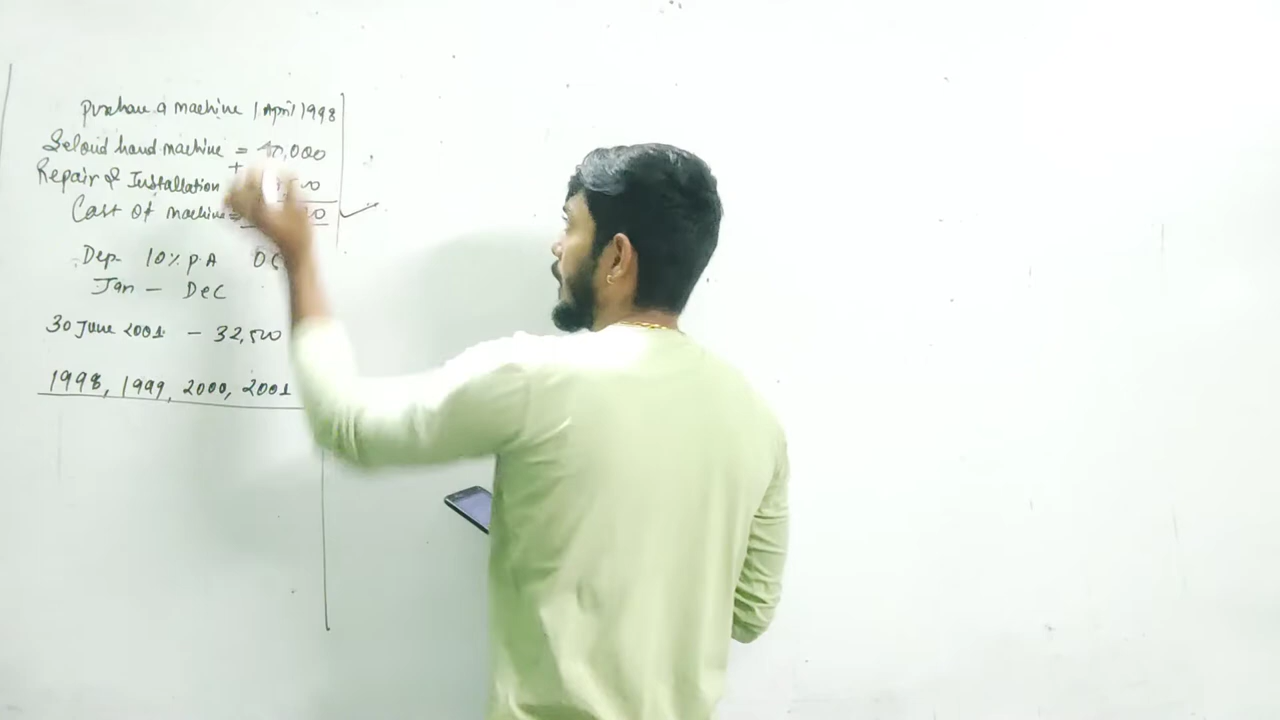 Purchase a machine 1 April 1998
Second hand machine = 40,000
+
Repair & Installation
Cost of machine =
Dep. 10% P.A
Jan – Dec
30 June 2001 – 32,500
1998, 1999, 2000, 2001